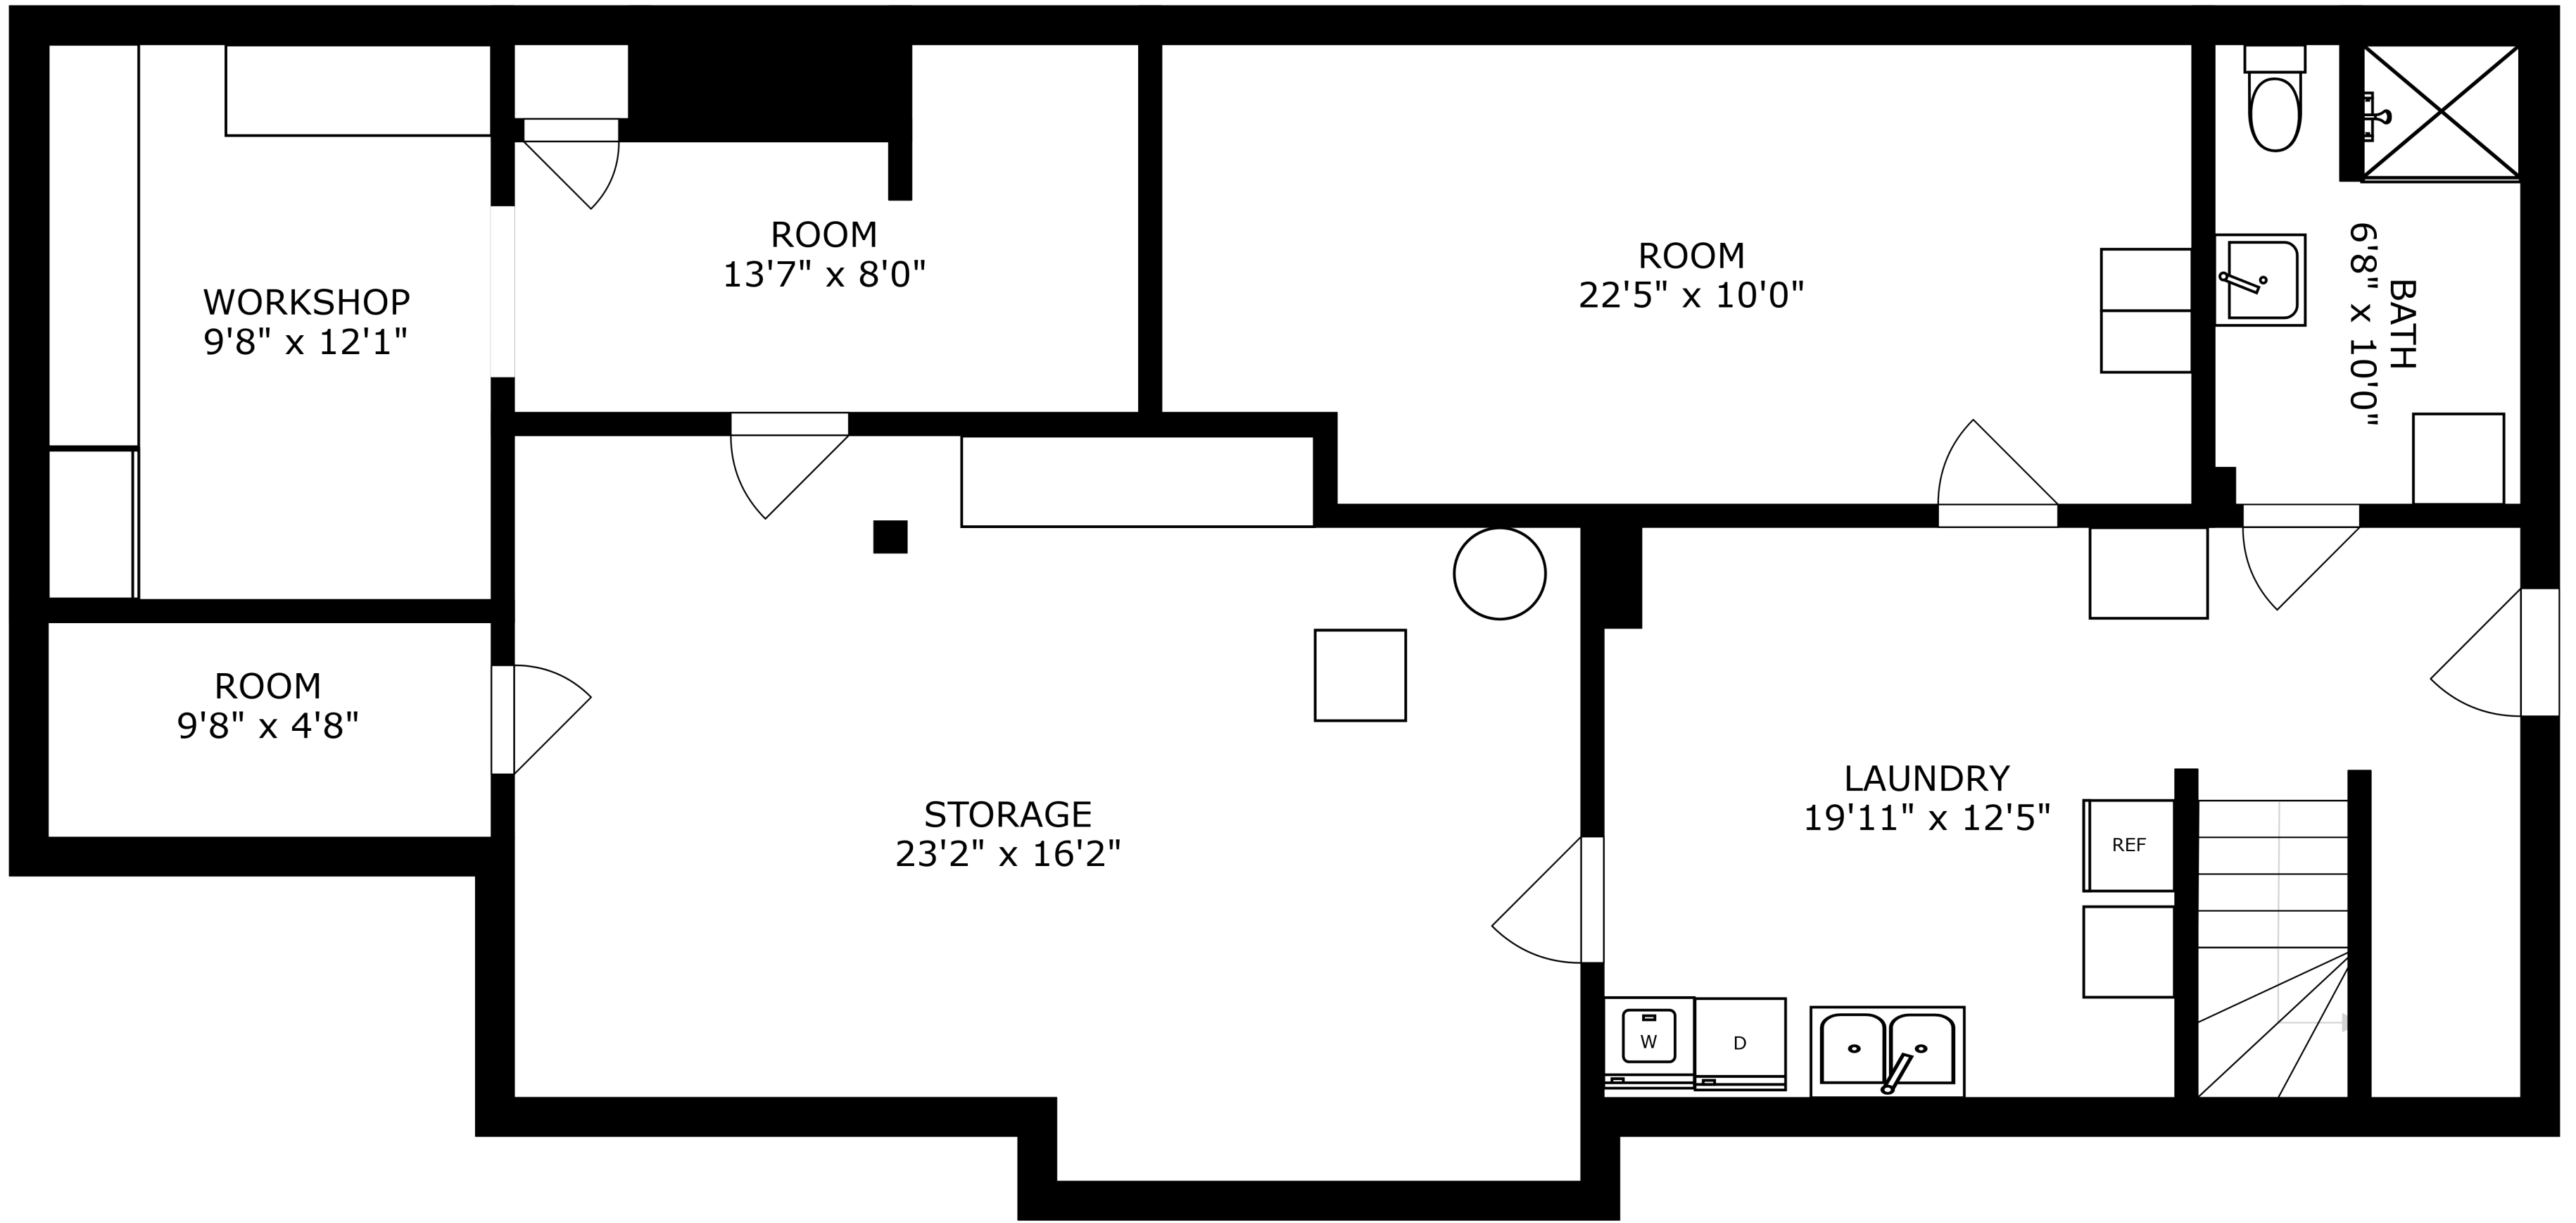 ROOM
13'7" x 8'0"
ROOM
22'5" x 10'0"
WORKSHOP
9'8" x 12'1"
BATH
6'8" x 10'0"
ROOM
9'8" x 4'8"
STORAGE
23'2" x 16'2"
LAUNDRY
19'11" x 12'5"
REF
W
D